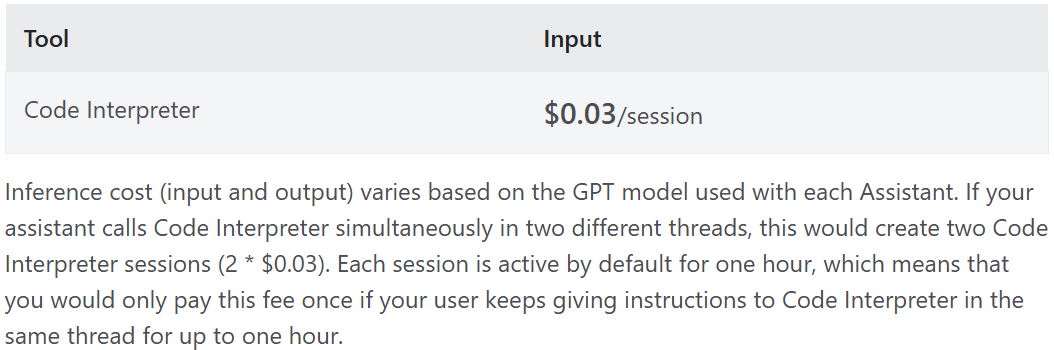 Tool Input
Code Interpreter $0.03/session
Inference cost (input and output) varies based on the GPT model used with each Assistant. If your
assistant calls Code Interpreter simultaneously in two different threads, this would create two Code
Interpreter sessions (2 * $0.03). Each session is active by default for one hour, which means that
you would only pay this fee once if your user keeps giving instructions to Code Interpreter in the
same thread for up to one hour.